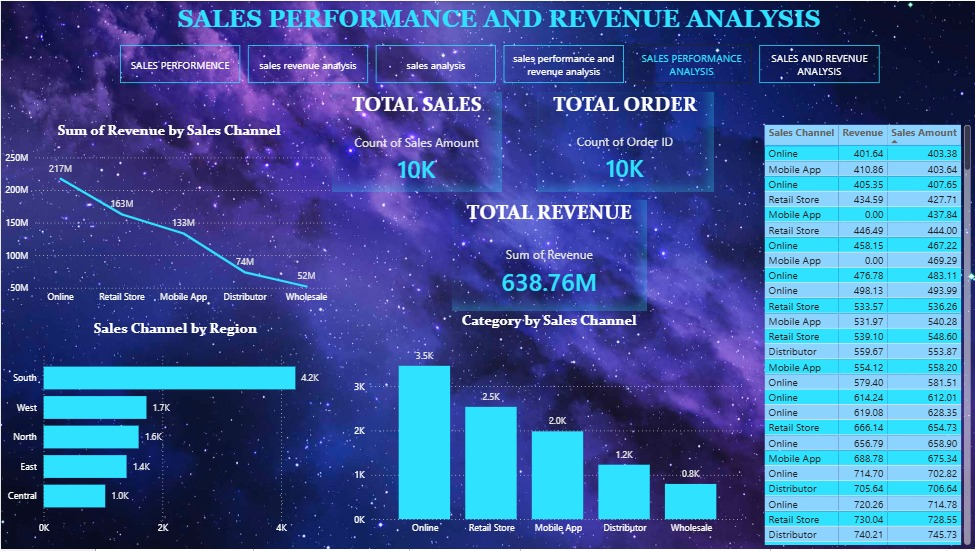 SALES PERFORMANCE AND REVENUE ANALYSIS
SALES PERFORMENCE
sales revenue analysis
sales analysis
sales performance and
revenue analysis
SALES PERFORMANCE
ANALYSIS
SALES AND REVENUE
ANALYSIS
TOTAL SALES
Count of Sales Amount
10K
TOTAL ORDER
Count of Order ID
10K
TOTAL REVENUE
Sum of Revenue
638.76M
Sum of Revenue by Sales Channel
250M
200M
150M
100M
50M
217M
163M
133M
74M
52M
Online Retail Store Mobile App Distributor Wholesale
Sales Channel by Region
South 4.2K
West 1.7K
North 1.6K
East 1.4K
Central 1.0K
0K 2K 4K
Category by Sales Channel
3K
2K
1K
0K
3.5K
2.5K
2.0K
1.2K
0.8K
Online Retail Store Mobile App Distributor Wholesale
Sales Channel Revenue Sales Amount
Online 401.64 403.38
Mobile App 410.86 403.64
Online 405.35 407.65
Retail Store 434.59 427.71
Mobile App 0.00 437.84
Retail Store 446.49 444.00
Online 458.15 467.22
Mobile App 0.00 469.29
Online 476.78 483.11
Online 498.13 493.99
Retail Store 533.57 536.26
Mobile App 531.97 540.28
Retail Store 539.10 548.60
Distributor 559.67 553.87
Mobile App 554.12 558.20
Online 579.40 581.51
Online 614.24 612.01
Online 619.08 628.35
Retail Store 666.14 654.73
Online 656.79 658.90
Mobile App 688.78 675.34
Online 714.70 702.82
Distributor 705.64 706.64
Online 720.26 714.78
Retail Store 730.04 728.55
Distributor 740.21 745.73